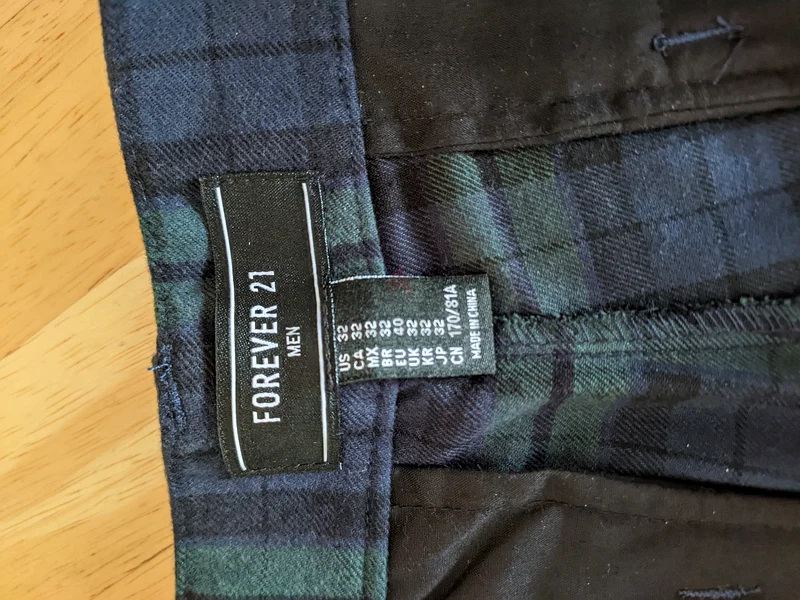 FOREVER 21
MEN
US 32
CA 32
MX 32
BR 32
EU 40
UK 32
KR 32
JP 32
CN 170/81A
MADE IN CHINA